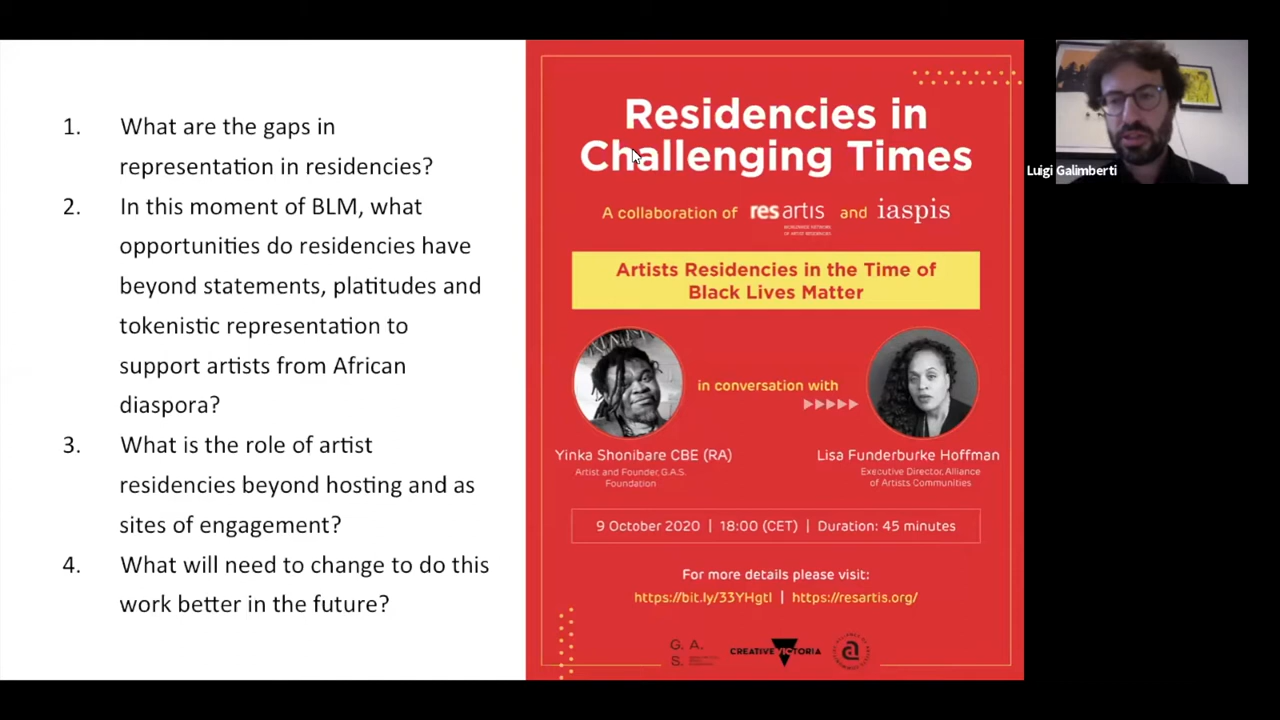 1. What are the gaps in
representation in residencies?
2. In this moment of BLM, what
opportunities do residencies have
beyond statements, platitudes and
tokenistic representation to
support artists from African
diaspora?
3. What is the role of artist
residencies beyond hosting and as
sites of engagement?
4. What will need to change to do this
work better in the future?
Residencies in
Challenging Times
A collaboration of res artis and iaspis
WORLDWIDE NETWORK
OF ARTIST RESIDENCIES
Artists Residencies in the Time of
Black Lives Matter
in conversation with
Yinka Shonibare CBE (RA)
Artist and Founder, G.A.S.
Foundation
Lisa Funderburke Hoffman
Executive Director, Alliance
of Artists Communities
9 October 2020 | 18:00 (CET) | Duration: 45 minutes
For more details please visit:
https://bit.ly/33YHgtI | https://resartis.org/
G. A.
S.
CREATIVE VICTORIA
Luigi Galimberti